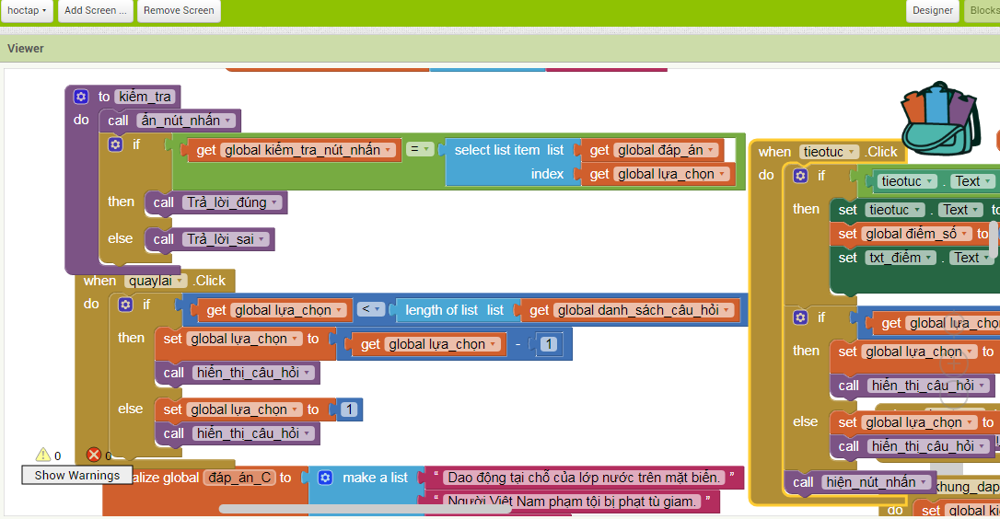 hoctap Add Screen ... Remove Screen Designer Blocks
Viewer
to kiểm_tra
do call ẩn_nút_nhấn
if get global kiểm_tra_nút_nhấn = select list item list get global đáp_án
index get global lựa_chọn
then call Trả_lời_đúng
else call Trả_lời_sai
when quaylai .Click
do if get global lựa_chọn < length of list list get global danh_sách_câu_hỏi
then set global lựa_chọn to get global lựa_chọn - 1
call hiển_thị_câu_hỏi
else set global lựa_chọn to 1
call hiển_thị_câu_hỏi
0 0
Show Warnings
alize global đáp_án_C to make a list “ Dao động tại chỗ của lớp nước trên mặt biển. ”
“ Người Việt Nam phạm tội bị phạt tù giam. ”
when tieotuc .Click
do if tieotuc . Text
then set tieotuc . Text to
set global điểm_số to
set txt_điểm . Text
if get global lựa_chọn
then set global lựa_chọn to
call hiển_thị_câu_hỏi
else set global lựa_chọn to
call hiển_thị_câu_hỏi
call hiện_nút_nhấn
khung_dap
do set global ki